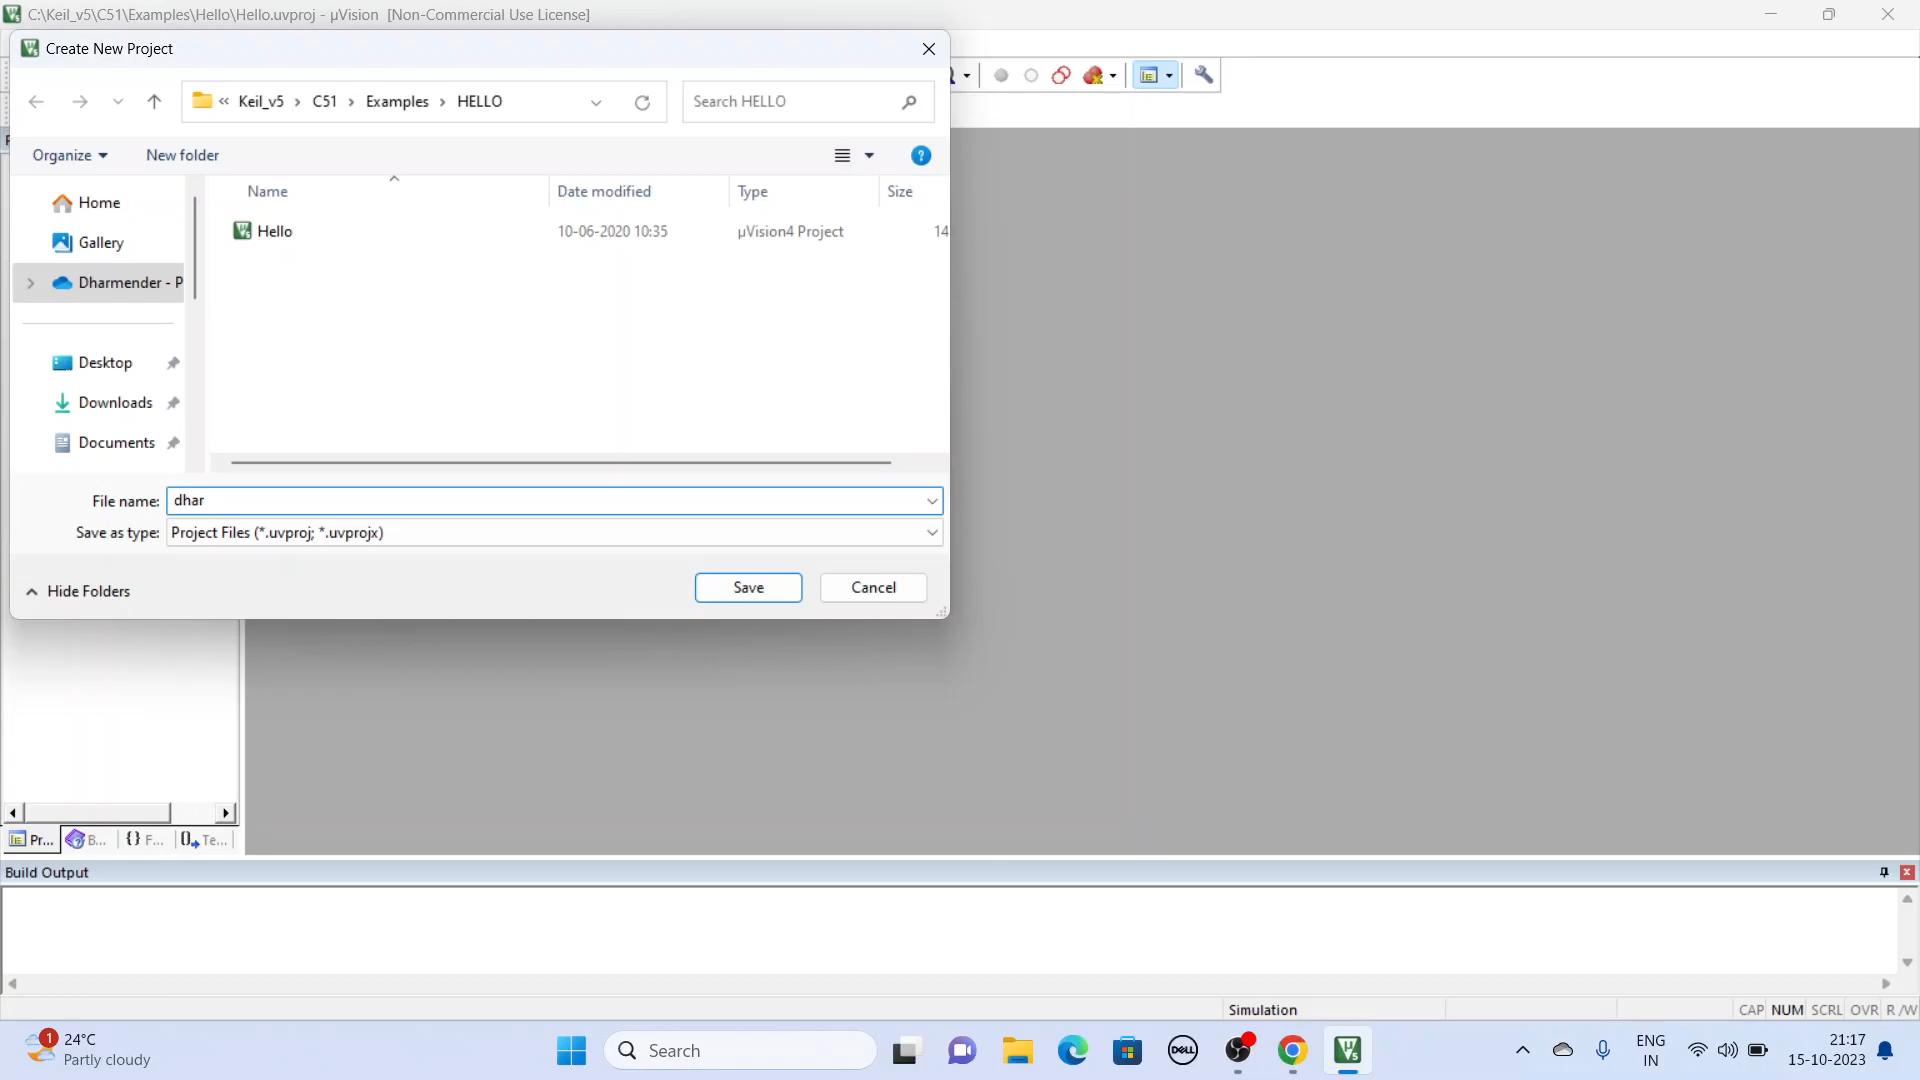 C:\Keil_v5\C51\Examples\Hello\Hello.uvproj - µVision [Non-Commercial Use License]
Create New Project
« Keil_v5 › C51 › Examples › HELLO
Search HELLO
Organize
New folder
Name
Date modified
Type
Size
Home
Hello
10-06-2020 10:35
µVision4 Project
14
Gallery
Dharmender - P
Desktop
Downloads
Documents
File name: dhar
Save as type: Project Files (*.uvproj; *.uvprojx)
Hide Folders
Save
Cancel
Pr...
B...
{} F...
Te...
Build Output
Simulation
CAP NUM SCRL OVR R /W
1
24°C
Partly cloudy
Search
DELL
ENG
IN
21:17
15-10-2023